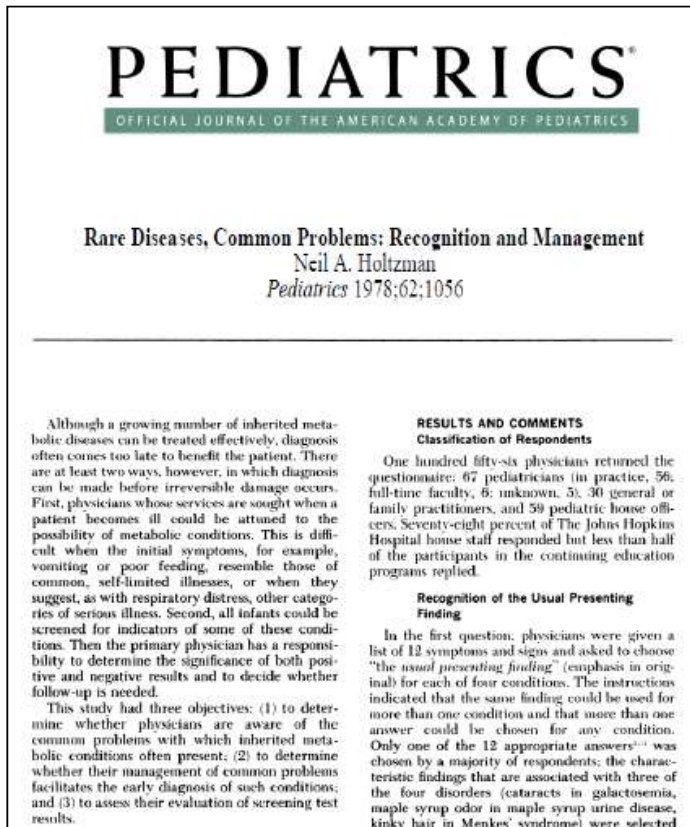 PEDIATRICS®
OFFICIAL JOURNAL OF THE AMERICAN ACADEMY OF PEDIATRICS
Rare Diseases, Common Problems: Recognition and Management
Neil A. Holtzman
Pediatrics 1978;62;1056
Although a growing number of inherited meta-
bolic diseases can be treated effectively, diagnosis
often comes too late to benefit the patient. There
are at least two ways, however, in which diagnosis
can be made before irreversible damage occurs.
First, physicians whose services are sought when a
patient becomes ill could be attuned to the
possibility of metabolic conditions. This is diffi-
cult when the initial symptoms, for example,
vomiting or poor feeding, resemble those of
common, self-limited illnesses, or when they
suggest, as with respiratory distress, other catego-
ries of serious illness. Second, all infants could be
screened for indicators of some of these condi-
tions. Then the primary physician has a responsi-
bility to determine the significance of both posi-
tive and negative results and to decide whether
follow-up is needed.
This study had three objectives: (1) to deter-
mine whether physicians are aware of the
common problems with which inherited meta-
bolic conditions often present; (2) to determine
whether their management of common problems
facilitates the early diagnosis of such conditions;
and (3) to assess their evaluation of screening test
results.
RESULTS AND COMMENTS
Classification of Respondents
One hundred fifty-six physicians returned the
questionnaire: 67 pediatricians (in practice, 56;
full-time faculty, 6; unknown, 5), 30 general or
family practitioners, and 59 pediatric house offi-
cers. Seventy-eight percent of The Johns Hopkins
Hospital house staff responded but less than half
of the participants in the continuing education
programs replied.
Recognition of the Usual Presenting
Finding
In the first question, physicians were given a
list of 12 symptoms and signs and asked to choose
"the usual presenting finding" (emphasis in orig-
inal) for each of four conditions. The instructions
indicated that the same finding could be used for
more than one condition and that more than one
answer could be chosen for any condition.
Only one of the 12 appropriate answers was
chosen by a majority of respondents; the charac-
teristic findings that are associated with three of
the four disorders (cataracts in galactosemia,
maple syrup odor in maple syrup urine disease,
kinky hair in Menkes' syndrome) were selected